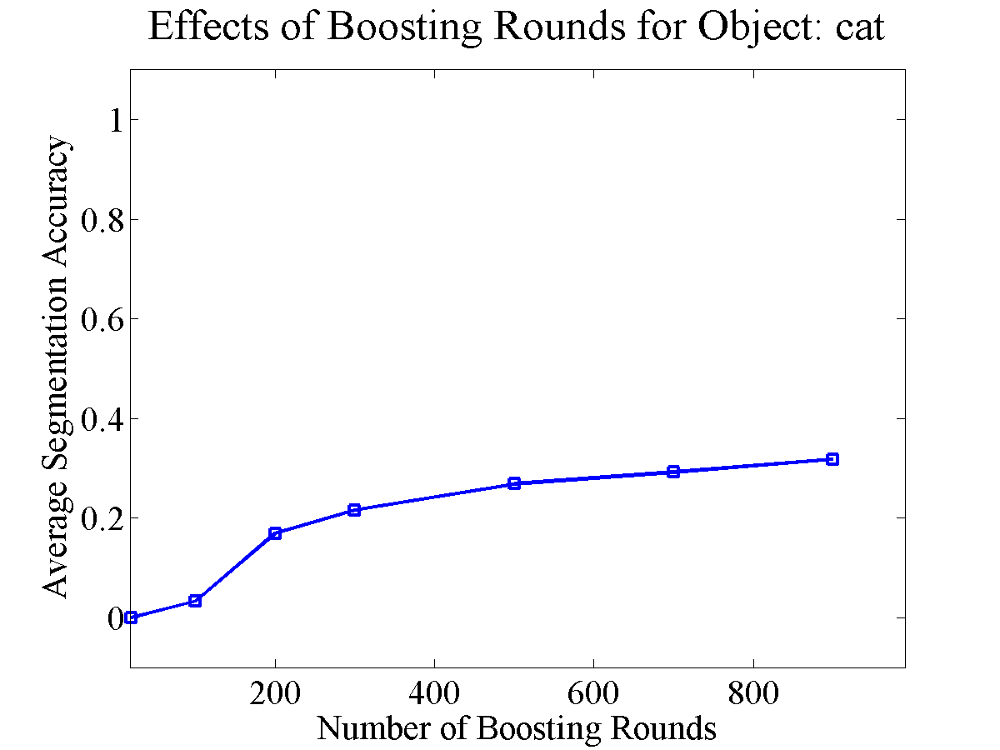 Effects of Boosting Rounds for Object: cat
Average Segmentation Accuracy
1
0.8
0.6
0.4
0.2
0
200 400 600 800
Number of Boosting Rounds